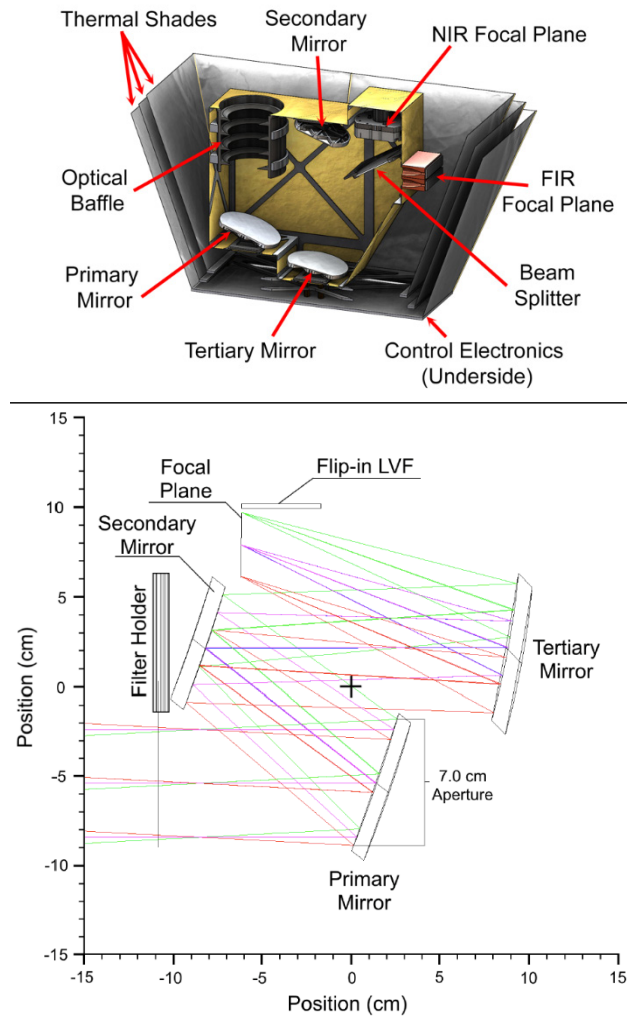 Thermal Shades
Secondary
Mirror
NIR Focal Plane
Optical
Baffle
FIR
Focal Plane
Primary
Mirror
Beam
Splitter
Tertiary Mirror
Control Electronics
(Underside)
15
10
5
0
-5
-10
-15
Position (cm)
Focal
Plane
Flip-in LVF
Secondary
Mirror
Filter Holder
Tertiary
Mirror
7.0 cm
Aperture
Primary
Mirror
-15
-10
-5
0
5
10
15
Position (cm)